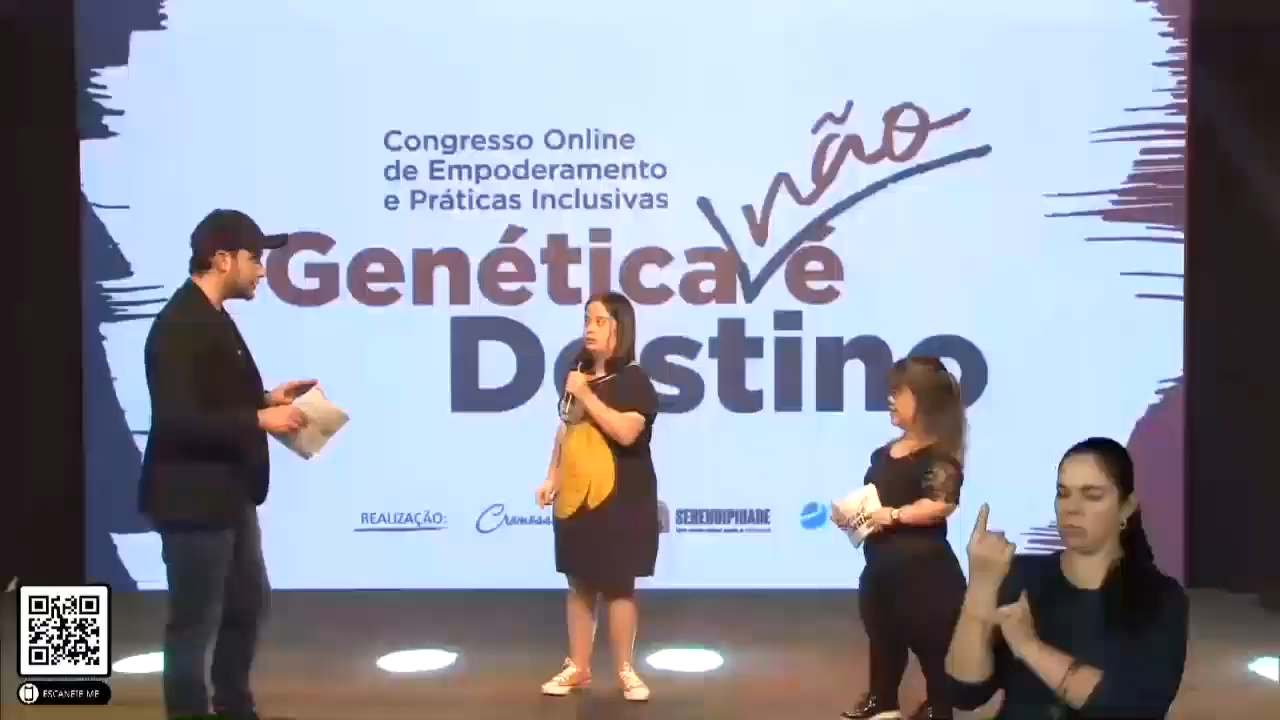 Congresso Online
de Empoderamento
e Práticas Inclusivas
não
Genética é
Destino
REALIZAÇÃO:
SERENDIPIDADE
ESCANEIE ME